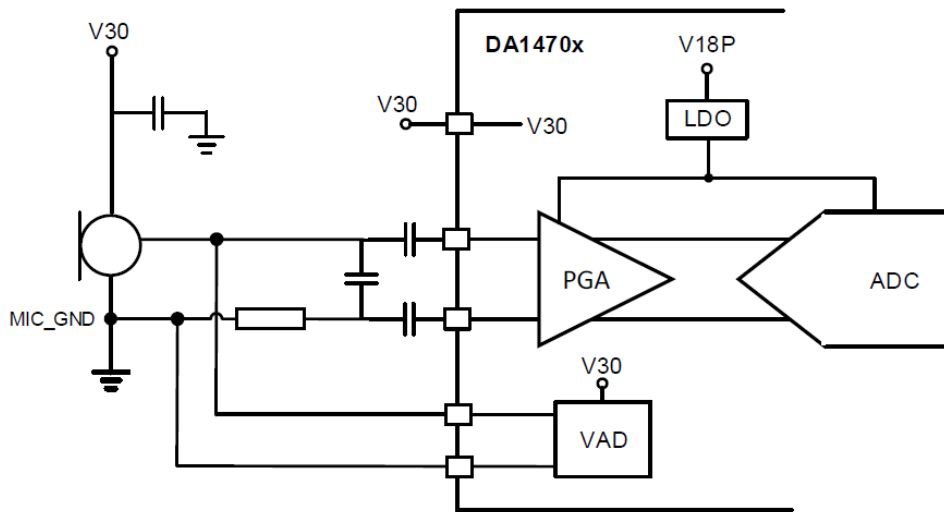 V30
DA1470x
V18P
V30
V30
LDO
PGA
ADC
MIC_GND
V30
VAD